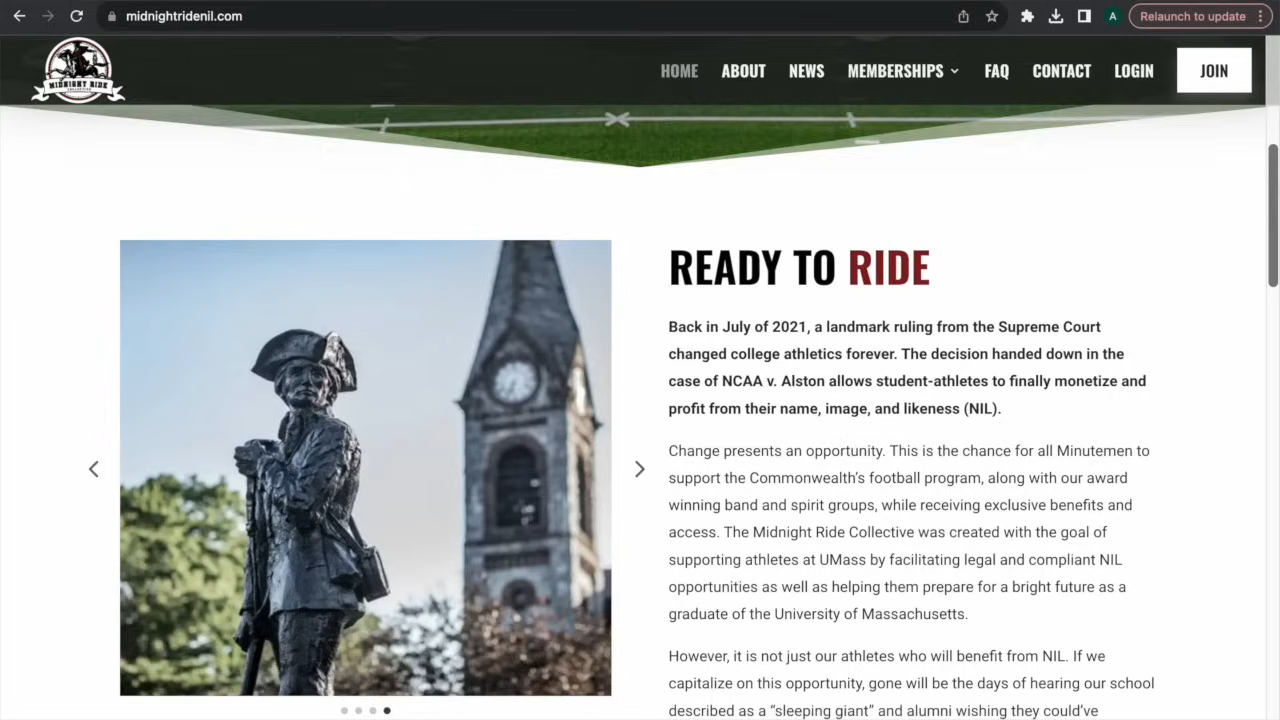 midnightridenil.com
A
Relaunch to update
MIDNIGHT RIDE
HOME ABOUT NEWS MEMBERSHIPS FAQ CONTACT LOGIN JOIN
READY TO RIDE
Back in July of 2021, a landmark ruling from the Supreme Court
changed college athletics forever. The decision handed down in the
case of NCAA v. Alston allows student-athletes to finally monetize and
profit from their name, image, and likeness (NIL).
Change presents an opportunity. This is the chance for all Minutemen to
support the Commonwealth’s football program, along with our award
winning band and spirit groups, while receiving exclusive benefits and
access. The Midnight Ride Collective was created with the goal of
supporting athletes at UMass by facilitating legal and compliant NIL
opportunities as well as helping them prepare for a bright future as a
graduate of the University of Massachusetts.
However, it is not just our athletes who will benefit from NIL. If we
capitalize on this opportunity, gone will be the days of hearing our school
described as a “sleeping giant” and alumni wishing they could’ve